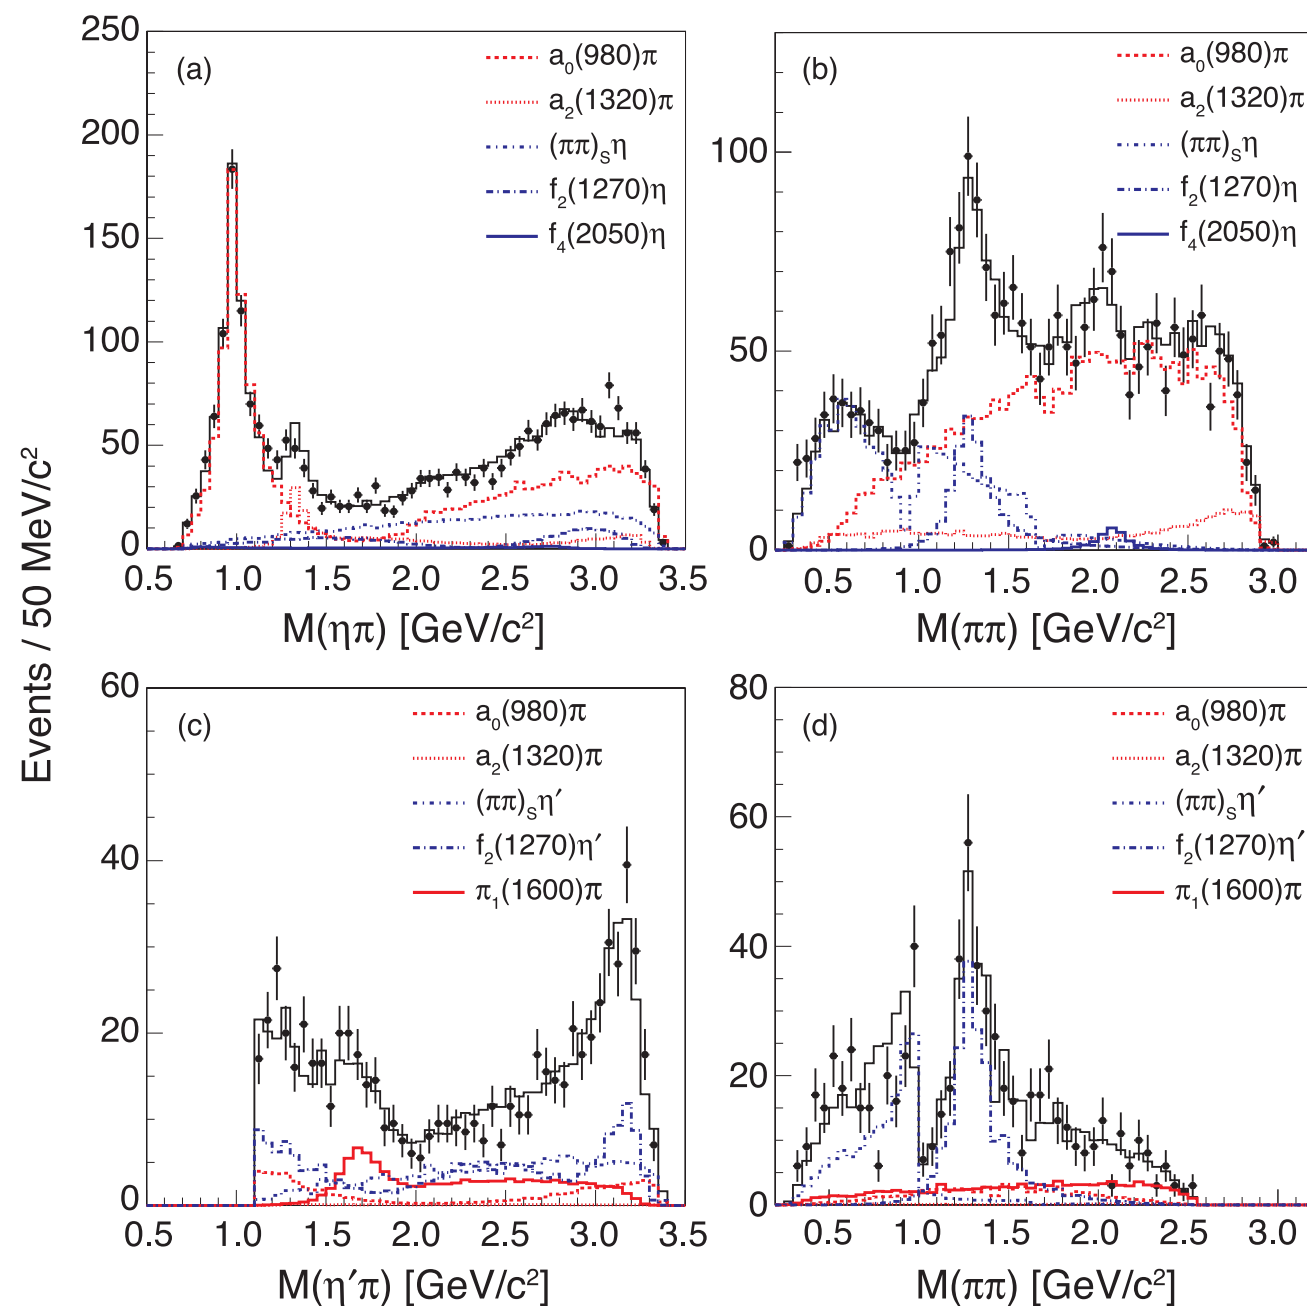 Events / 50 MeV/c²
(a)
a₀(980)π
a₂(1320)π
(ππ)ₛη
f₂(1270)η
f₄(2050)η
250
200
150
100
50
0
0.5 1.0 1.5 2.0 2.5 3.0 3.5
M(ηπ) [GeV/c²]
(b)
a₀(980)π
a₂(1320)π
(ππ)ₛη
f₂(1270)η
f₄(2050)η
100
50
0
0.5 1.0 1.5 2.0 2.5 3.0
M(ππ) [GeV/c²]
(c)
a₀(980)π
a₂(1320)π
(ππ)ₛη′
f₂(1270)η′
π₁(1600)π
60
40
20
0
0.5 1.0 1.5 2.0 2.5 3.0 3.5
M(η′π) [GeV/c²]
(d)
a₀(980)π
a₂(1320)π
(ππ)ₛη′
f₂(1270)η′
π₁(1600)π
80
60
40
20
0
0.5 1.0 1.5 2.0 2.5 3.0
M(ππ) [GeV/c²]